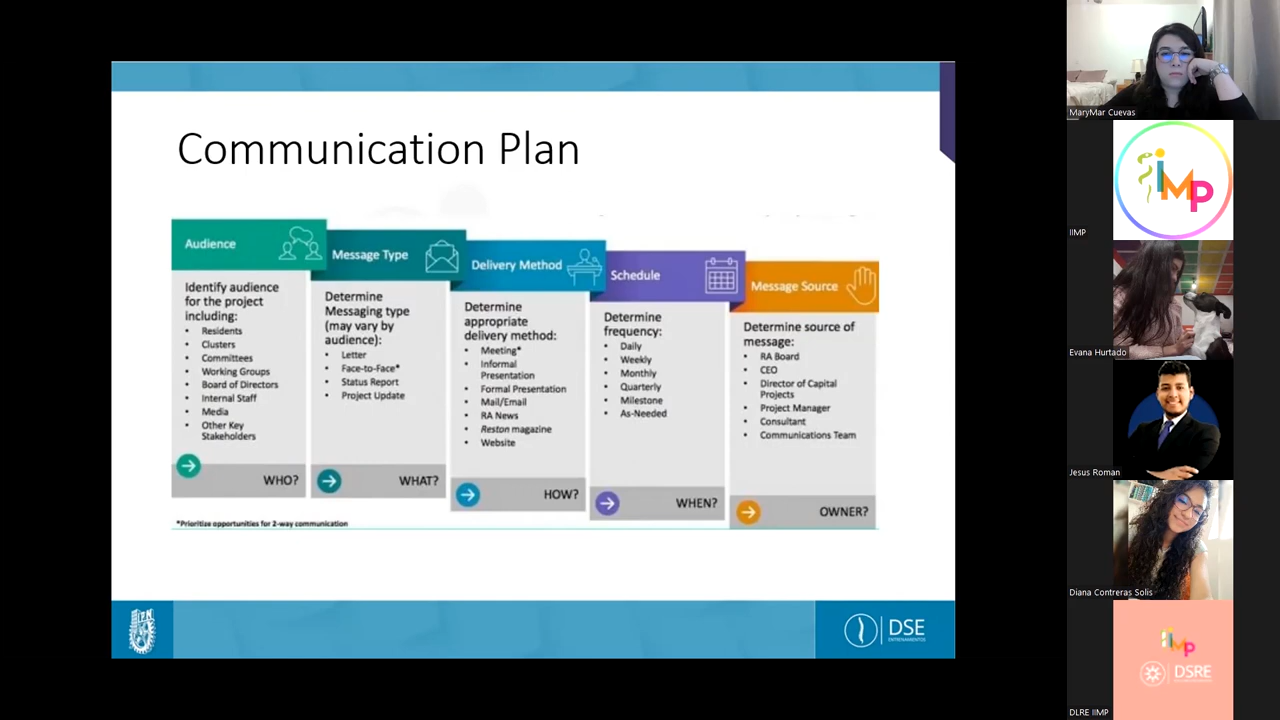 Communication Plan
Audience
Identify audience
for the project
including:
• Residents
• Clusters
• Committees
• Working Groups
• Board of Directors
• Internal Staff
• Media
• Other Key
Stakeholders
WHO?
Message Type
Determine
Messaging type
(may vary by
audience):
• Letter
• Face-to-Face*
• Status Report
• Project Update
WHAT?
Delivery Method
Determine
appropriate
delivery method:
• Meeting*
• Informal
Presentation
• Formal Presentation
• Mail/Email
• RA News
• Reston magazine
• Website
HOW?
Schedule
Determine
frequency:
• Daily
• Weekly
• Monthly
• Quarterly
• Milestone
• As-Needed
WHEN?
Message Source
Determine source of
message:
• RA Board
• CEO
• Director of Capital
Projects
• Project Manager
• Consultant
• Communications Team
OWNER?
*Prioritize opportunities for 2-way communication
DSE
ENTRENAMIENTOS
MaryMar Cuevas
iMP
IIMP
Evana Hurtado
Jesus Roman
Diana Contreras Solis
iMP
DSRE
DLRE IIMP